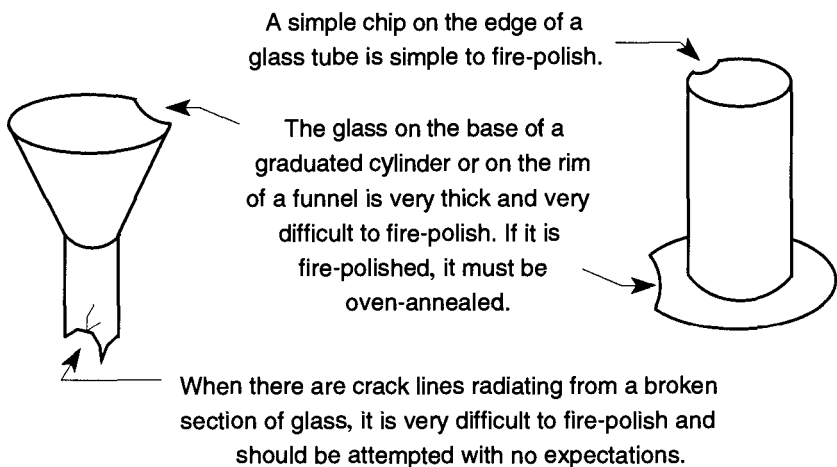 A simple chip on the edge of a
glass tube is simple to fire-polish.
The glass on the base of a
graduated cylinder or on the rim
of a funnel is very thick and very
difficult to fire-polish. If it is
fire-polished, it must be
oven-annealed.
When there are crack lines radiating from a broken
section of glass, it is very difficult to fire-polish and
should be attempted with no expectations.